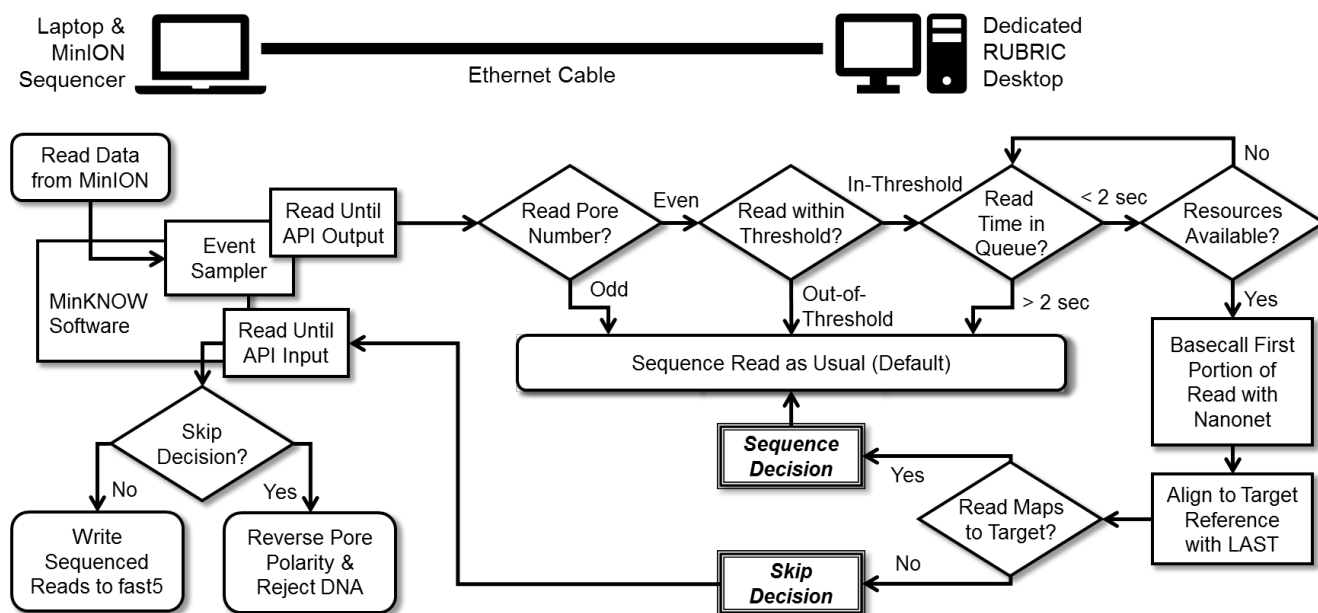 Laptop &
MinION
Sequencer
Ethernet Cable
Dedicated
RUBRIC
Desktop
Read Data
from MinION
Read Until
API Output
Event
Sampler
MinKNOW
Software
Read Until
API Input
Read Pore
Number?
Even
Odd
Read within
Threshold?
In-Threshold
Out-of-
Threshold
Read
Time in
Queue?
< 2 sec
> 2 sec
No
Resources
Available?
Yes
Sequence Read as Usual (Default)
Basecall First
Portion of
Read with
Nanonet
Align to Target
Reference
with LAST
Read Maps
to Target?
Yes
Sequence
Decision
No
Skip
Decision
Skip
Decision?
No
Yes
Write
Sequenced
Reads to fast5
Reverse Pore
Polarity &
Reject DNA